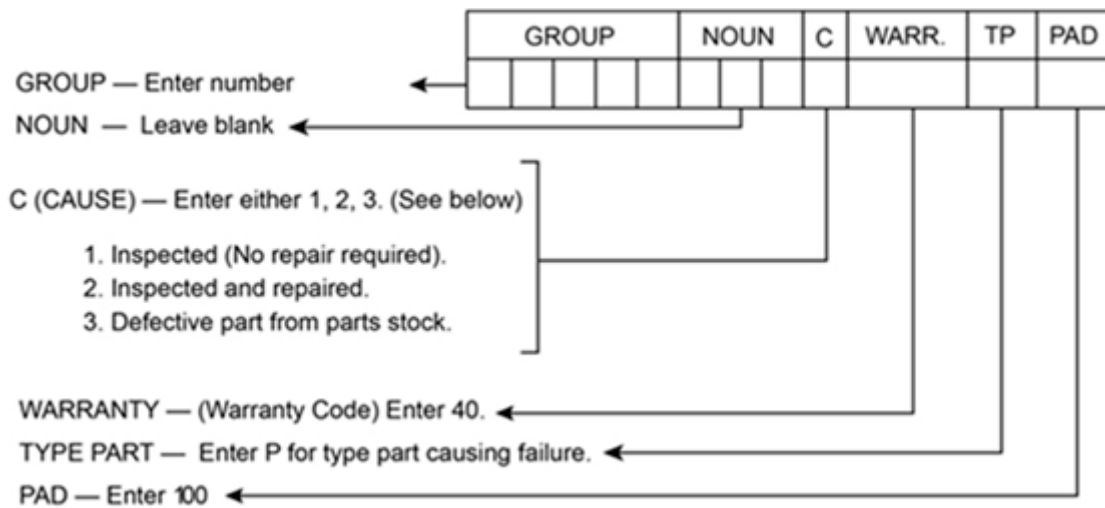 GROUP NOUN C WARR. TP PAD
GROUP — Enter number
NOUN — Leave blank
C (CAUSE) — Enter either 1, 2, 3. (See below)
1. Inspected (No repair required).
2. Inspected and repaired.
3. Defective part from parts stock.
WARRANTY — (Warranty Code) Enter 40.
TYPE PART — Enter P for type part causing failure.
PAD — Enter 100